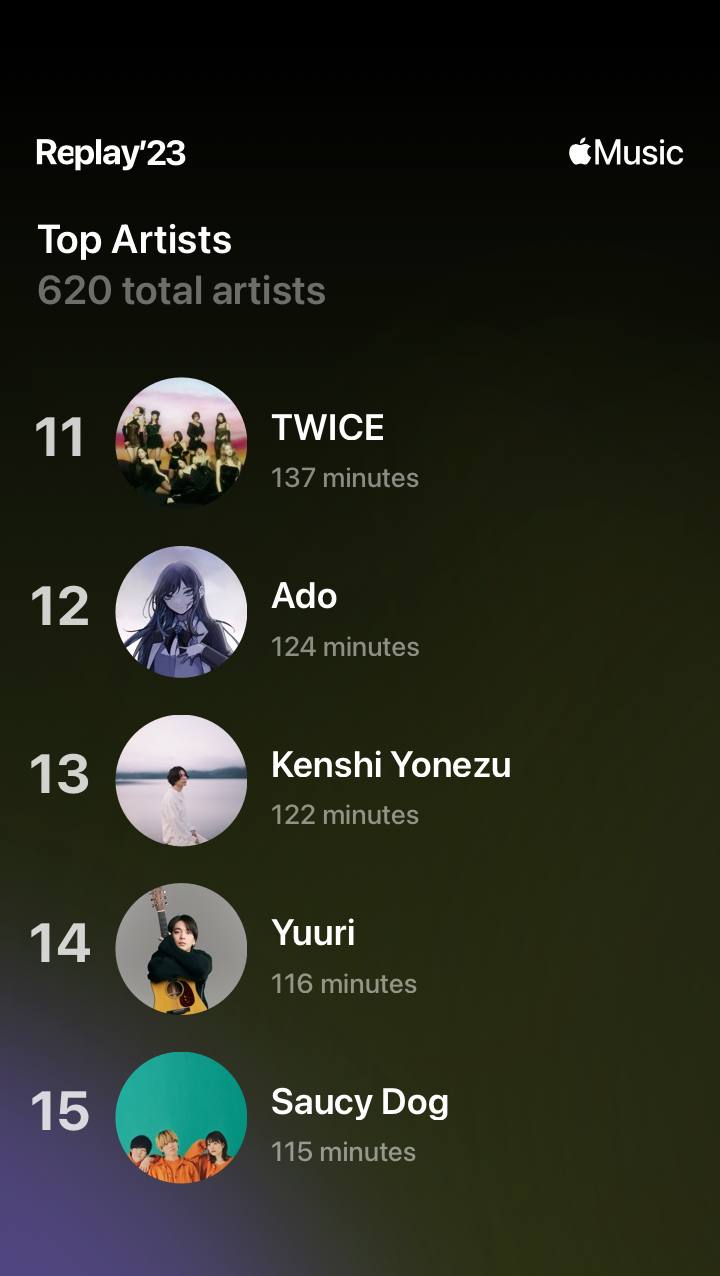 Replay'23
Music
Top Artists
620 total artists
11
TWICE
137 minutes
12
Ado
124 minutes
13
Kenshi Yonezu
122 minutes
14
Yuuri
116 minutes
15
Saucy Dog
115 minutes